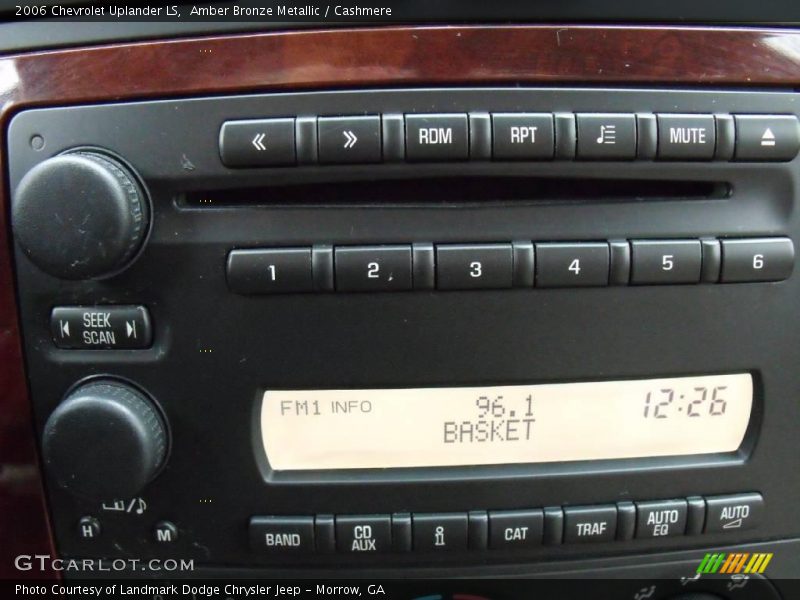 2006 Chevrolet Uplander LS, Amber Bronze Metallic / Cashmere
RDM RPT MUTE
1 2 3 4 5 6
SEEK
SCAN
FM1 INFO 96.1 12:26
BASKET
H M
BAND CD AUX i CAT TRAF AUTO EQ AUTO
GTCARLOT.COM
Photo Courtesy of Landmark Dodge Chrysler Jeep - Morrow, GA